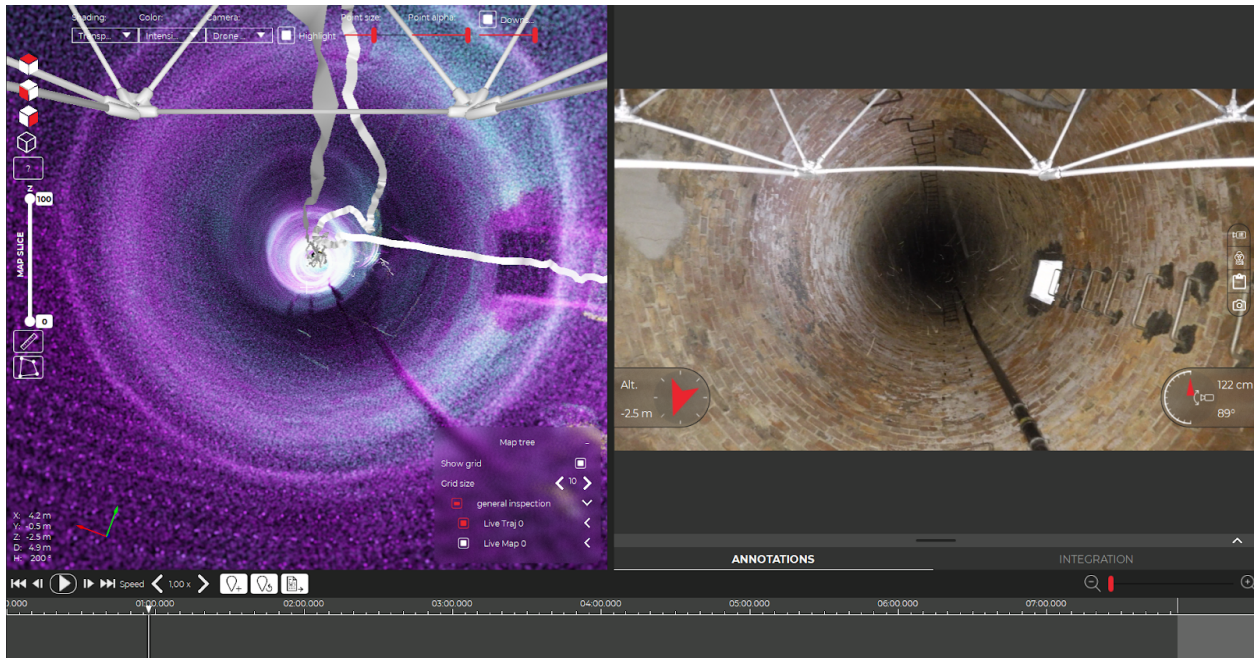 Shading: Color: Camera: Point size: Point alpha: Downs...
Transp... Intensi... Drone ... Highlight
?
Z
100
MAP SLICE
0
Map tree -
Show grid
Grid size 10
general inspection
Live Traj 0
Live Map 0
X: 4.2 m
Y: -0.5 m
Z: -2.5 m
D: 4.9 m
H: 200°
Alt.
-2.5 m
122 cm
89°
ANNOTATIONS INTEGRATION
Speed 1,00 x
0.000 01:00.000 02:00.000 03:00.000 04:00.000 05:00.000 06:00.000 07:00.000